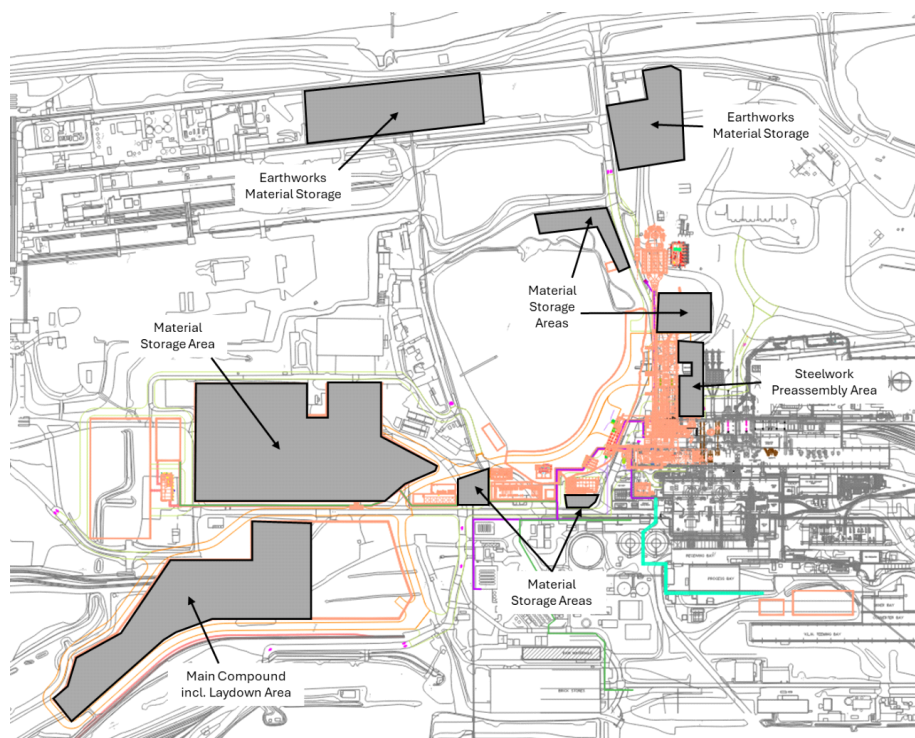 Earthworks
Material Storage
Earthworks
Material Storage
Material
Storage
Areas
Material
Storage Area
Steelwork
Preassembly Area
Material
Storage Areas
Main Compound
incl. Laydown Area